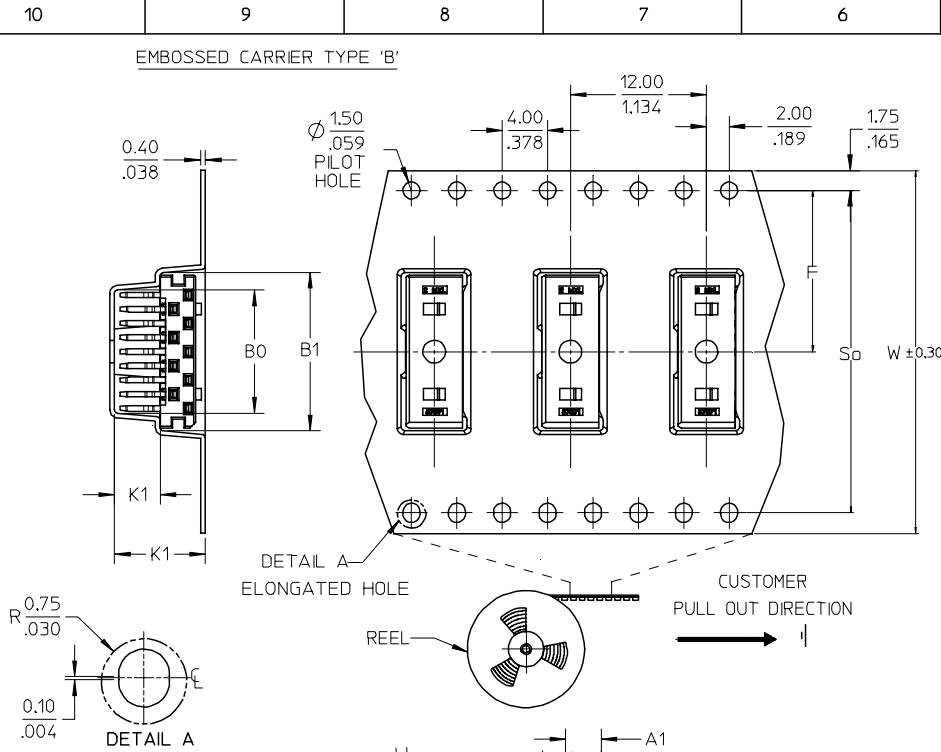 10 9 8 7 6
EMBOSSED CARRIER TYPE 'B'
12.00
1.134
1.50
.059
PILOT
HOLE
4.00
.378
2.00
.189
1.75
.165
0.40
.038
F
B0
B1
So
W ±0.30
K1
K1
DETAIL A
ELONGATED HOLE
CUSTOMER
PULL OUT DIRECTION
REEL
R 0.75
.030
0.10
.004
DETAIL A
A1